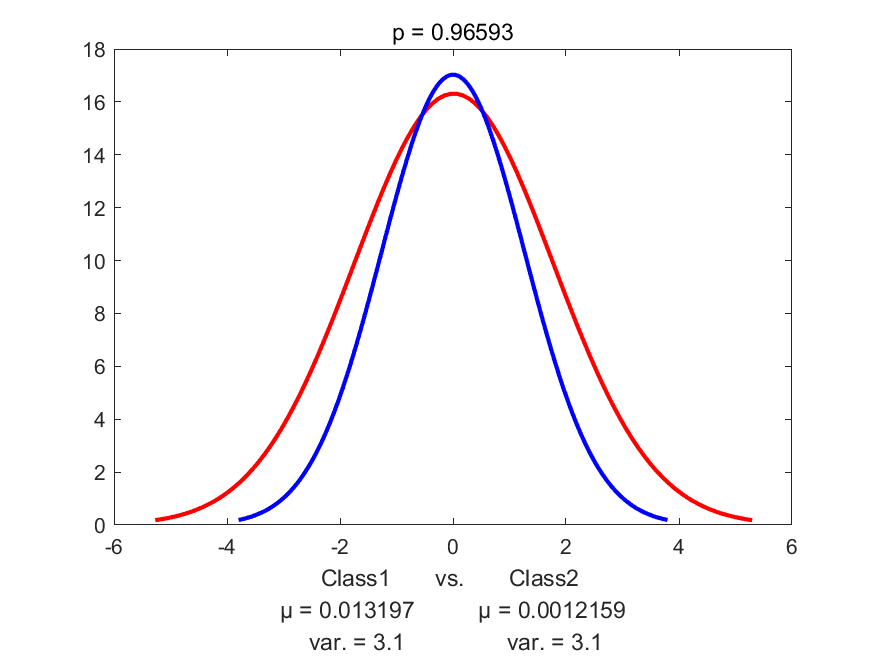 p = 0.96593
18
16
14
12
10
8
6
4
2
0
-6 -4 -2 0 2 4 6
Class1 vs. Class2
μ = 0.013197 μ = 0.0012159
var. = 3.1 var. = 3.1